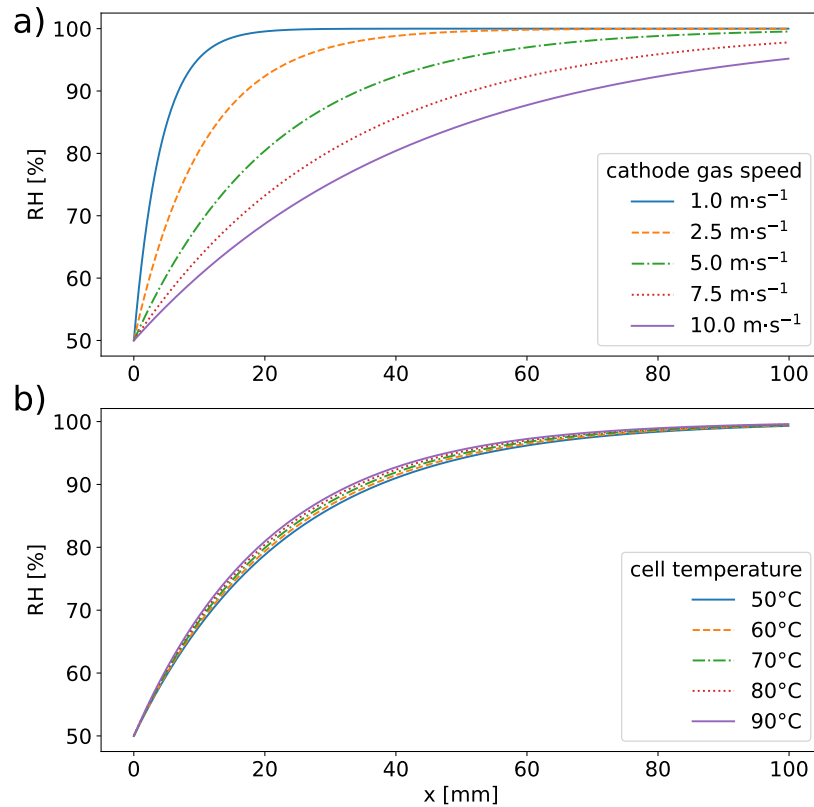 a)
100
90
80
70
60
50
RH [%]
cathode gas speed
1.0 m·s⁻¹
2.5 m·s⁻¹
5.0 m·s⁻¹
7.5 m·s⁻¹
10.0 m·s⁻¹
0 20 40 60 80 100
b)
100
90
80
70
60
50
RH [%]
cell temperature
50°C
60°C
70°C
80°C
90°C
0 20 40 60 80 100
x [mm]